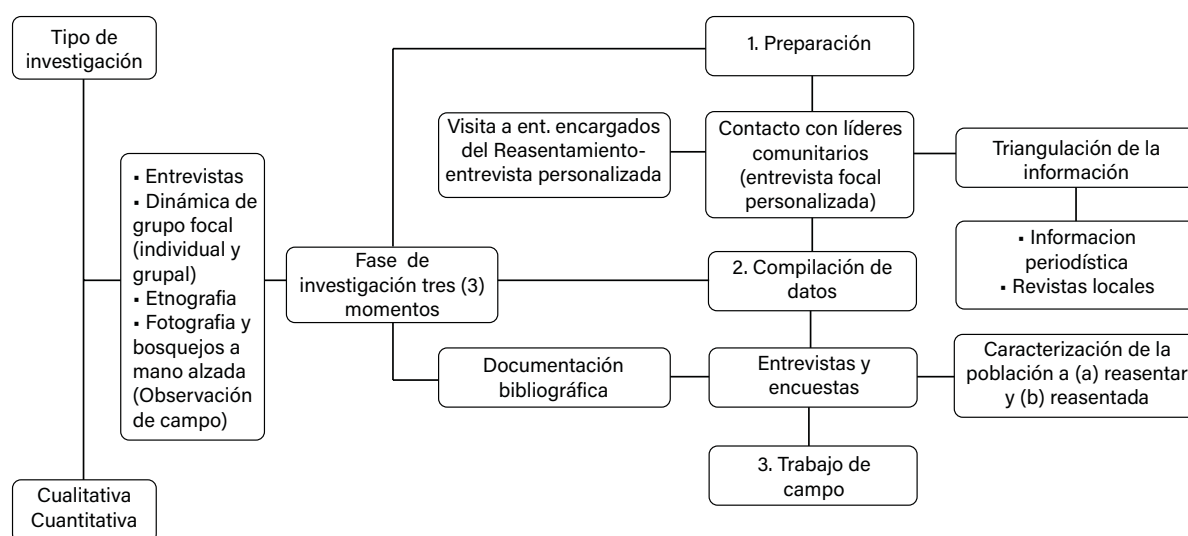 Tipo de
investigación
▪ Entrevistas
▪ Dinámica de
grupo focal
(individual y
grupal)
▪ Etnografia
▪ Fotografia y
bosquejos a
mano alzada
(Observación
de campo)
Cualitativa
Cuantitativa
Fase de
investigación tres (3)
momentos
1. Preparación
Visita a ent. encargados
del Reasentamiento-
entrevista personalizada
Contacto con líderes
comunitarios
(entrevista focal
personalizada)
Triangulación de la
información
▪ Informacion
periodística
▪ Revistas locales
2. Compilación de
datos
Documentación
bibliográfica
Entrevistas y
encuestas
Caracterización de la
población a (a) reasentar
y (b) reasentada
3. Trabajo de
campo